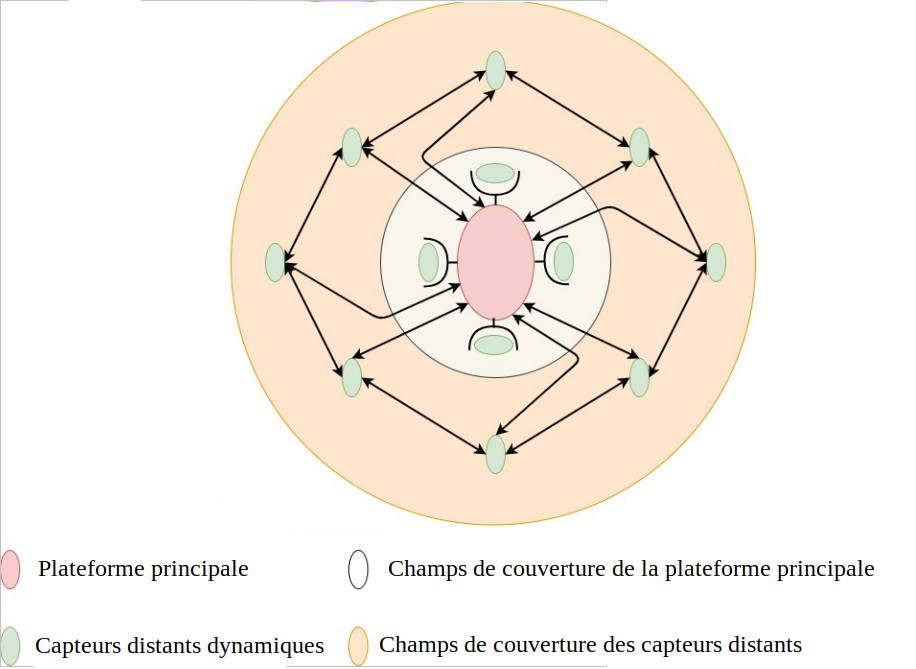 Plateforme principale
Champs de couverture de la plateforme principale
Capteurs distants dynamiques
Champs de couverture des capteurs distants